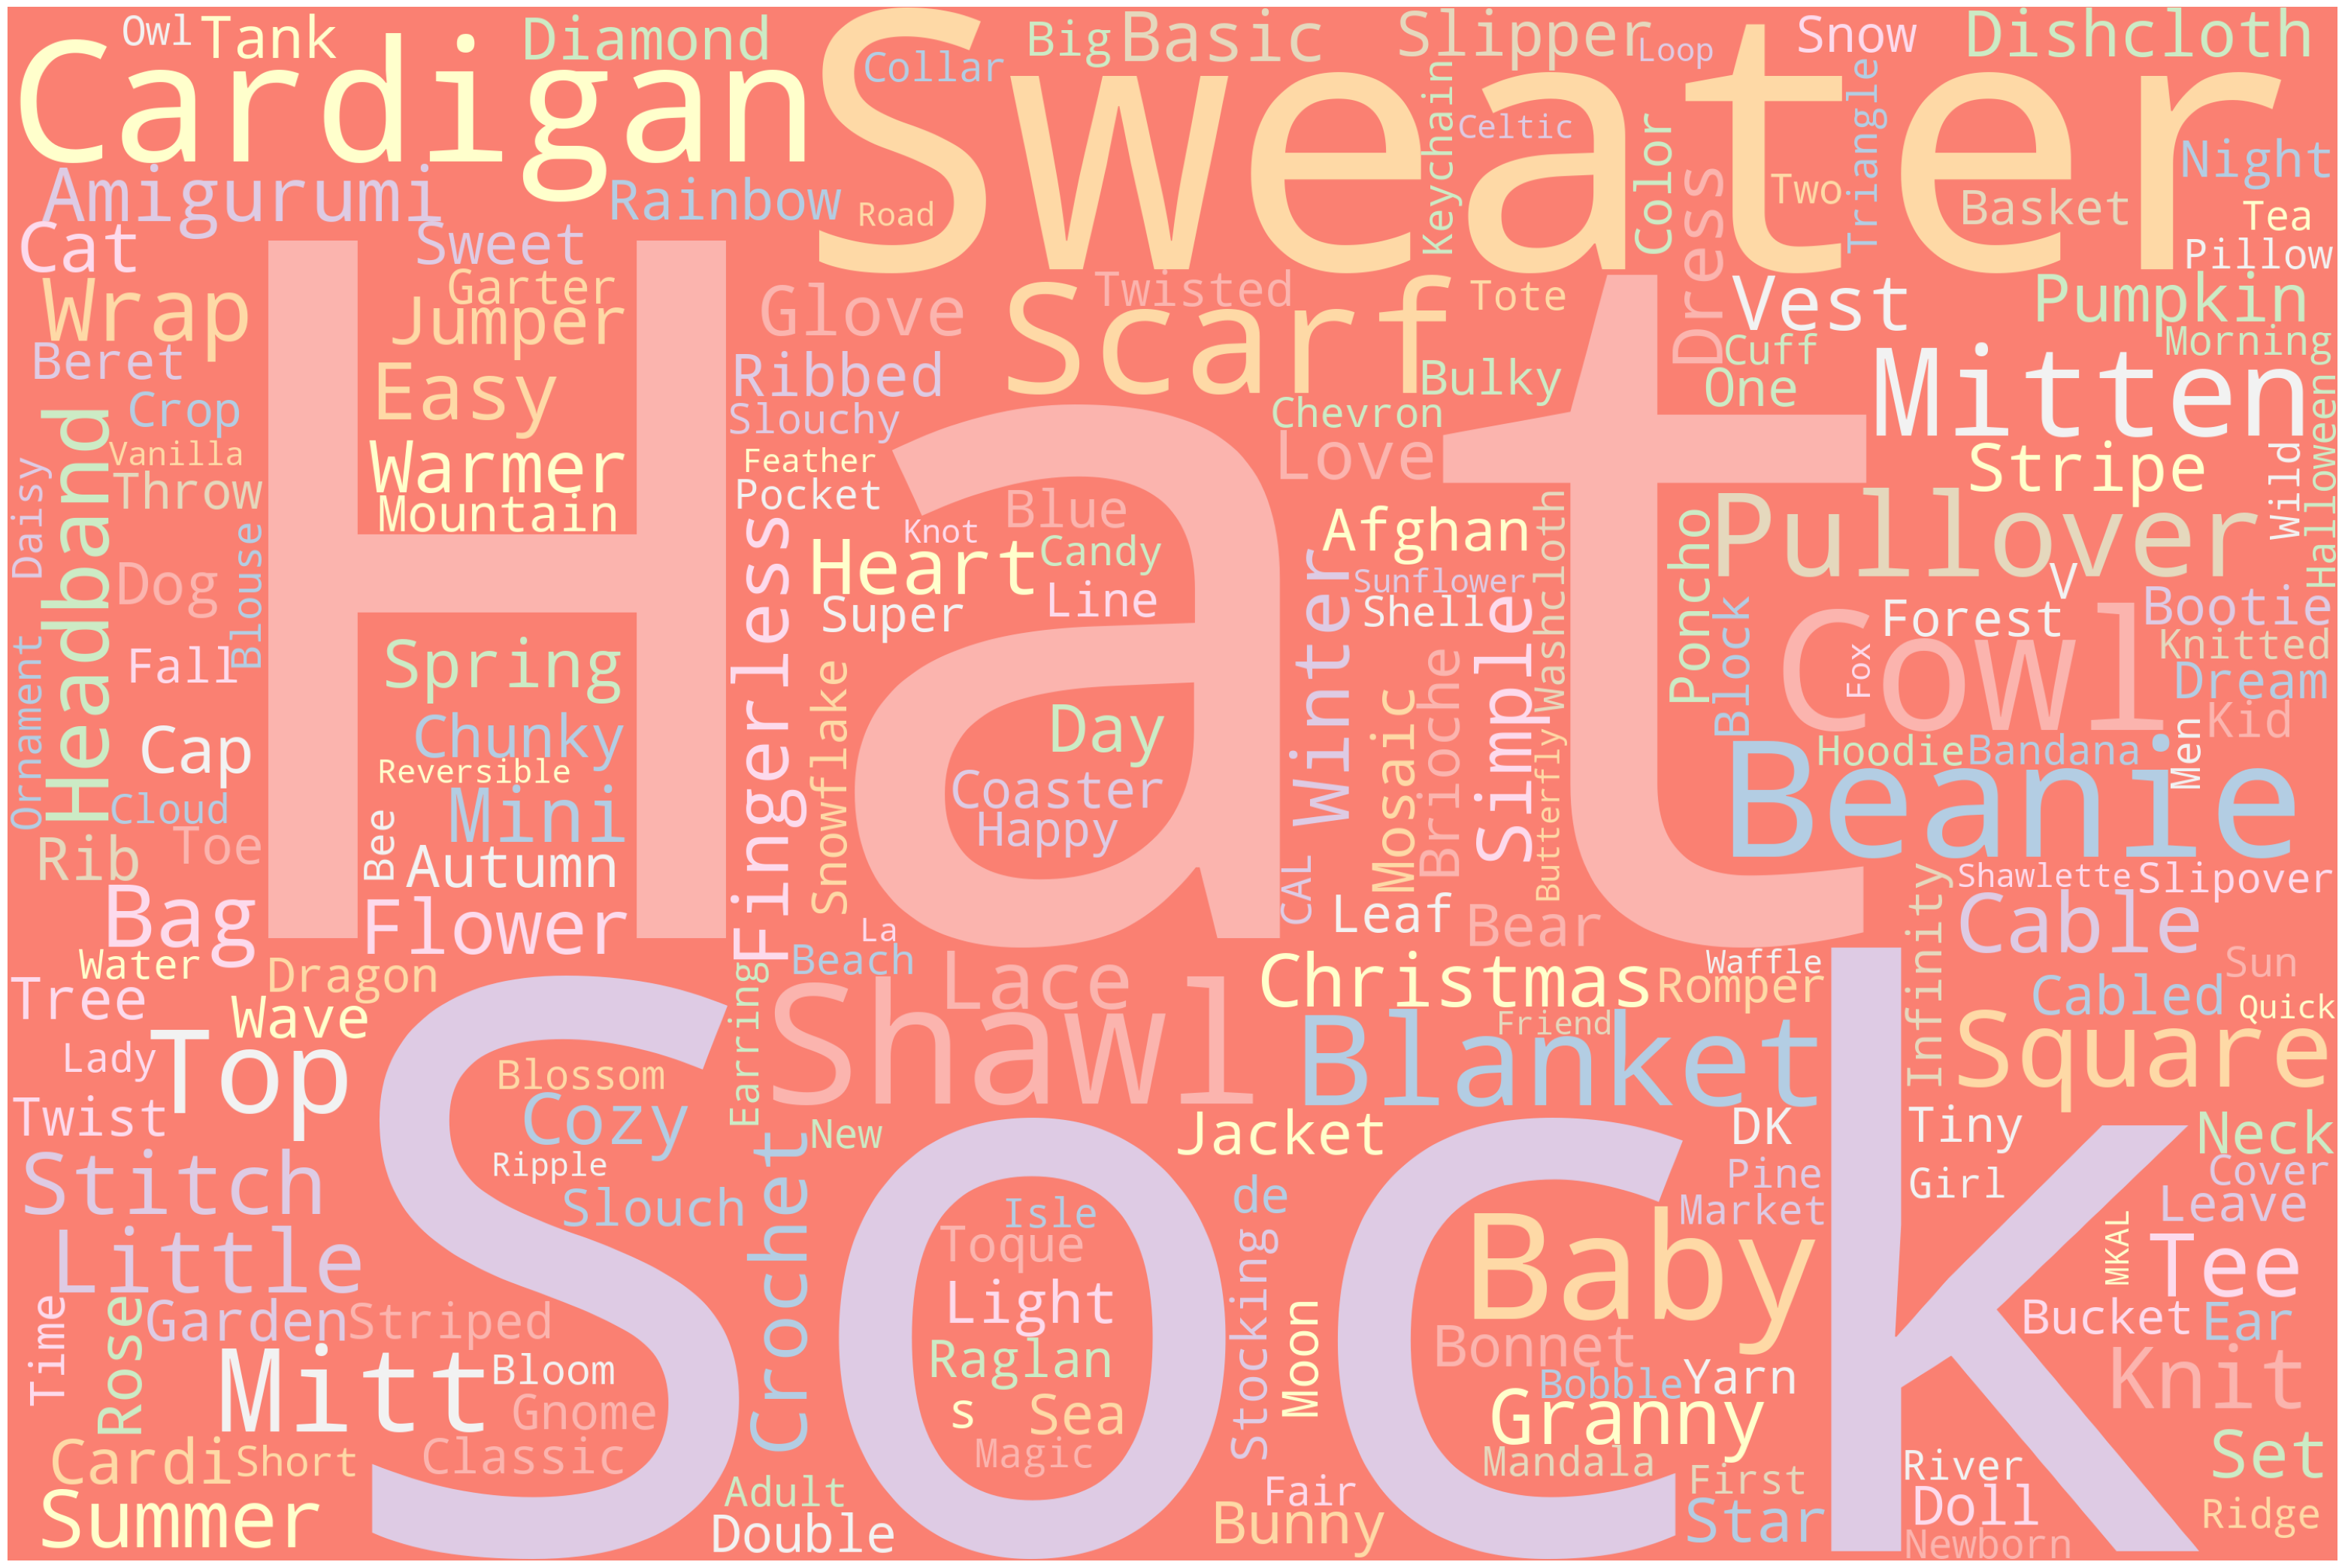 Owl
Tank
Diamond
Cardigan
Sweater
Collar
Big
Basic
Slipper
Loop
Snow
Dishcloth
Keychain
Celtic
Color
Triangle
Two
Night
Basket
Tea
Pillow
Amigurumi
Rainbow
Road
Cat
Sweet
Wrap
Garter
Jumper
Glove
Scarf
Twisted
Tote
Dress
Vest
Pumpkin
Beret
Easy
Ribbed
Bulky
Cuff
One
Mitten
Morning
Crop
Slouchy
Chevron
Hat
Vanilla
Warmer
Feather
Love
Stripe
Halloween
Wild
Daisy
Headband
Throw
Mountain
Pocket
Blouse
Fingerless
Knot
Blue
Heart
Candy
Afghan
Washcloth
Pullover
Poncho
Dog
Super
Line
Sunflower
Shell
Winter
Simple
Block
V
Forest
Bootie
Cowl
Fox
Knitted
Ornament
Fall
Spring
Snowflake
Day
Mosaic
Brioche
Dream
Kid
Cap
Chunky
Hoodie
Bandana
Men
Reversible
Coaster
Beanie
Cloud
Mini
Happy
Butterfly
Rib
Toe
Bee
Autumn
CAL
Infinity
Shawlette
Slipover
Bag
Flower
La
Leaf
Bear
Cable
Water
Dragon
Earring
Beach
Lace
Christmas
Waffle
Romper
Sun
Tree
Wave
Shawl
Friend
Cabled
Quick
Lady
Top
Sock
Blossom
Blanket
Square
Twist
Cozy
Crochet
New
Jacket
DK
Tiny
Neck
Stitch
Ripple
Slouch
Isle
de
Pine
Market
Girl
Cover
Leave
Little
Toque
Stocking
Baby
MKAL
Tee
Time
Rose
Garden
Striped
Light
Moon
Bonnet
Bucket
Ear
Mitt
Bloom
Raglan
Bobble
Yarn
Knit
Gnome
s
Sea
Granny
Cardi
Short
Classic
Magic
Mandala
First
River
Set
Summer
Adult
Double
Fair
Bunny
Star
Doll
Ridge
Newborn